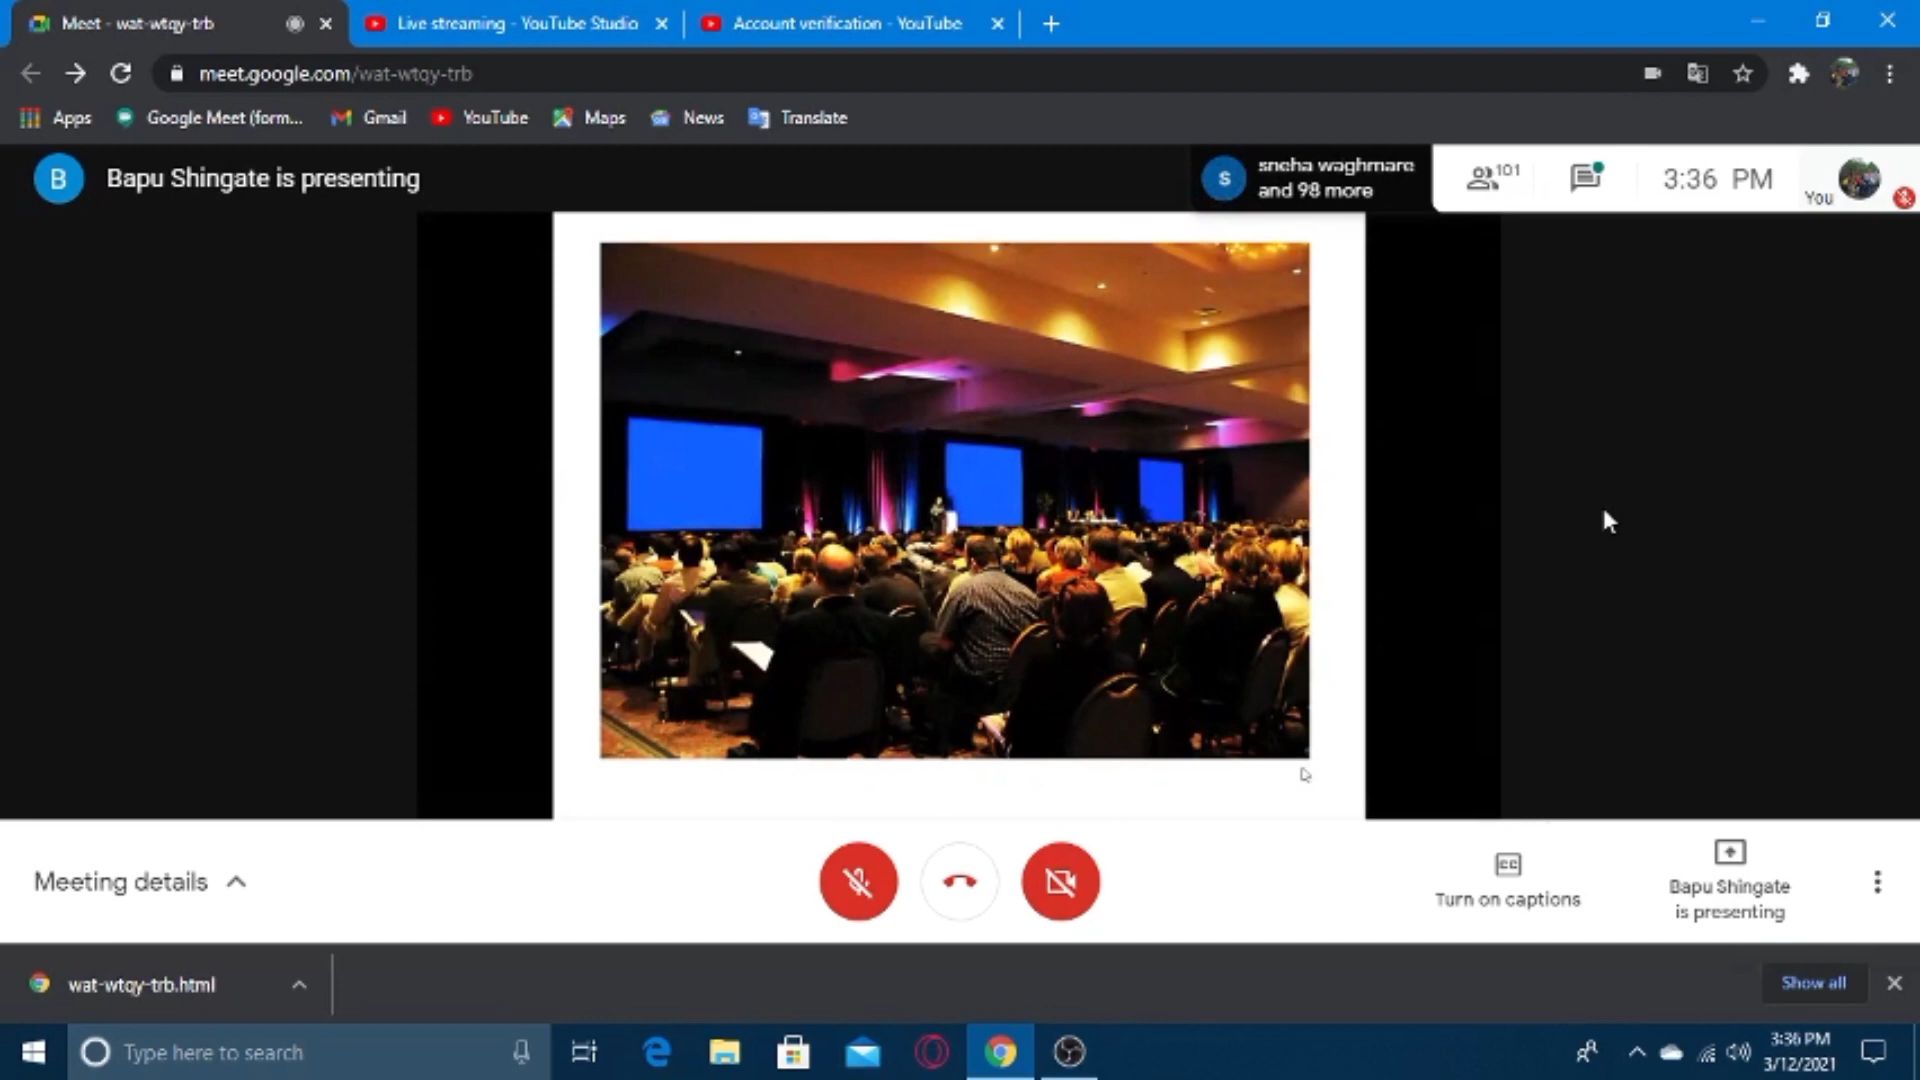 Meet - wat-wtqy-trb
Live streaming - YouTube Studio
Account verification - YouTube
meet.google.com/wat-wtqy-trb
Apps
Google Meet (form...
Gmail
YouTube
Maps
News
Translate
B
Bapu Shingate is presenting
s
sneha waghmare
and 98 more
101
3:36 PM
You
Meeting details
CC
Turn on captions
Bapu Shingate
is presenting
wat-wtqy-trb.html
Show all
Type here to search
3:36 PM
3/12/2021